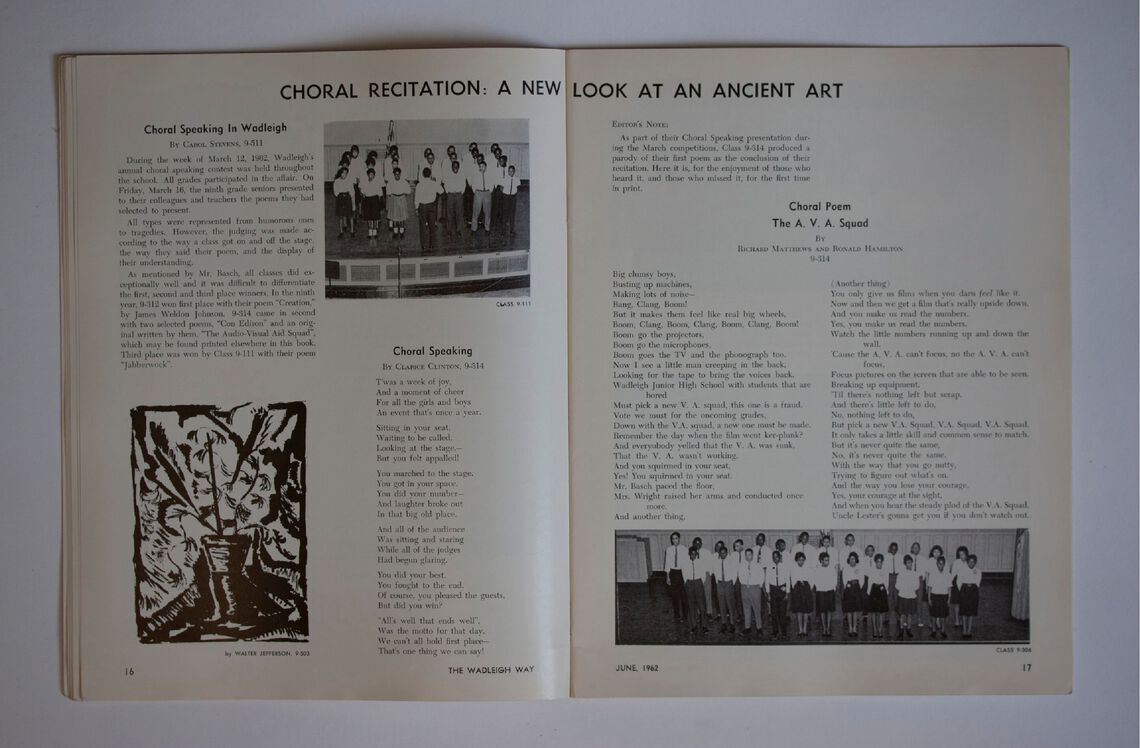 CHORAL RECITATION: A NEW LOOK AT AN ANCIENT ART
Choral Speaking In Wadleigh
By Carol Stevens, 9-511
During the week of March 12, 1962, Wadleigh's
annual choral speaking contest was held throughout
the school. All grades participated in the affair. On
Friday, March 16, the ninth grade seniors presented
to their colleagues and teachers the poems they had
selected to present.
All types were represented from humorous ones
to tragedies. However, the judging was made ac-
cording to the way a class got on and off the stage,
the way they said their poem, and the display of
their understanding.
As mentioned by Mr. Basch, all classes did ex-
ceptionally well and it was difficult to differentiate
the first, second and third place winners. In the ninth
year, 9-312 won first place with their poem "Creation,"
by James Weldon Johnson. 9-314 came in second
with two selected poems, "Con Edison" and an orig-
inal written by them, "The Audio-Visual Aid Squad",
which may be found printed elsewhere in this book.
Third place was won by Class 9-111 with their poem
"Jabberwock".
CLASS 9-111
by WALTER JEFFERSON, 9-503
Choral Speaking
By Clarice Clinton, 9-314
T'was a week of joy,
And a moment of cheer
For all the girls and boys
An event that's once a year.
Sitting in your seat,
Waiting to be called,
Looking at the stage,—
But you felt appalled!
You marched to the stage.
You got in your space.
You did your number—
And laughter broke out
In that big old place.
And all of the audience
Was sitting and staring
While all of the judges
Had begun glaring.
You did your best.
You fought to the end.
Of course, you pleased the guests,
But did you win?
"All's well that ends well",
Was the motto for that day.
We can't all hold first place—
That's one thing we can say!
16
THE WADLEIGH WAY
Editor's Note:
As part of their Choral Speaking presentation dur-
ing the March competitions, Class 9-314 produced a
parody of their first poem as the conclusion of their
recitation. Here it is, for the enjoyment of those who
heard it, and those who missed it, for the first time
in print.
Choral Poem
The A. V. A. Squad
By
Richard Matthews and Ronald Hamilton
9-314
Big clumsy boys,
Busting up machines,
Making lots of noise—
Bang, Clang, Boom!
But it makes them feel like real big wheels,
Boom, Clang, Boom, Clang, Boom, Clang, Boom!
Boom go the projectors,
Boom go the microphones,
Boom goes the TV and the phonograph too.
Now I see a little man creeping in the back,
Looking for the tape to bring the voices back.
Wadleigh Junior High School with students that are
bored
Must pick a new V. A. squad, this one is a fraud.
Vote we must for the oncoming grades,
Down with the V.A. squad, a new one must be made.
Remember the day when the film went ker-plunk?
And everyobody yelled that the V. A. was sunk,
That the V. A. wasn't working.
And you squirmed in your seat,
Yes! You squirmed in your seat.
Mr. Basch paced the floor,
Mrs. Wright raised her arms and conducted once
more.
And another thing,
(Another thing)
You only give us films when you darn feel like it.
Now and then we get a film that's really upside down.
And you make us read the numbers.
Yes, you make us read the numbers.
Watch the little numbers running up and down the
wall.
'Cause the A. V. A. can't focus, no the A. V. A. can't
focus,
Focus pictures on the screen that are able to be seen.
Breaking up equipment,
'Til there's nothing left but scrap.
And there's little left to do,
No, nothing left to do,
But pick a new V.A. Squad, V.A. Squad, V.A. Squad.
It only takes a little skill and common sense to match.
But it's never quite the same,
No, it's never quite the same.
With the way that you go nutty,
Trying to figure out what's on.
And the way you lose your courage,
Yes, your courage at the sight,
And when you hear the steady plod of the V.A. Squad.
Uncle Lester's gonna get you if you don't watch out.
CLASS 9-306
JUNE, 1962
17